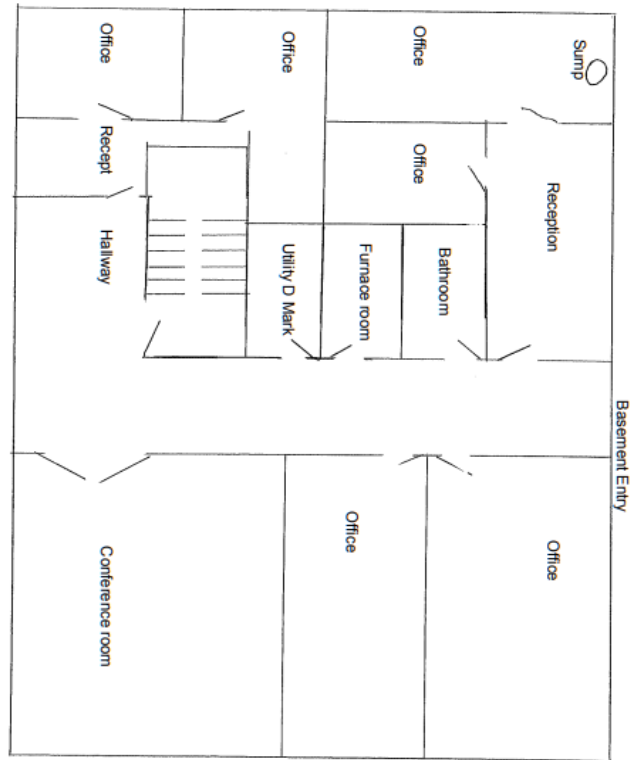 Office
Office
Office
Sump
Recept
Office
Reception
Hallway
Utility D Mark
Furnace room
Bathroom
Basement Entry
Conference room
Office
Office